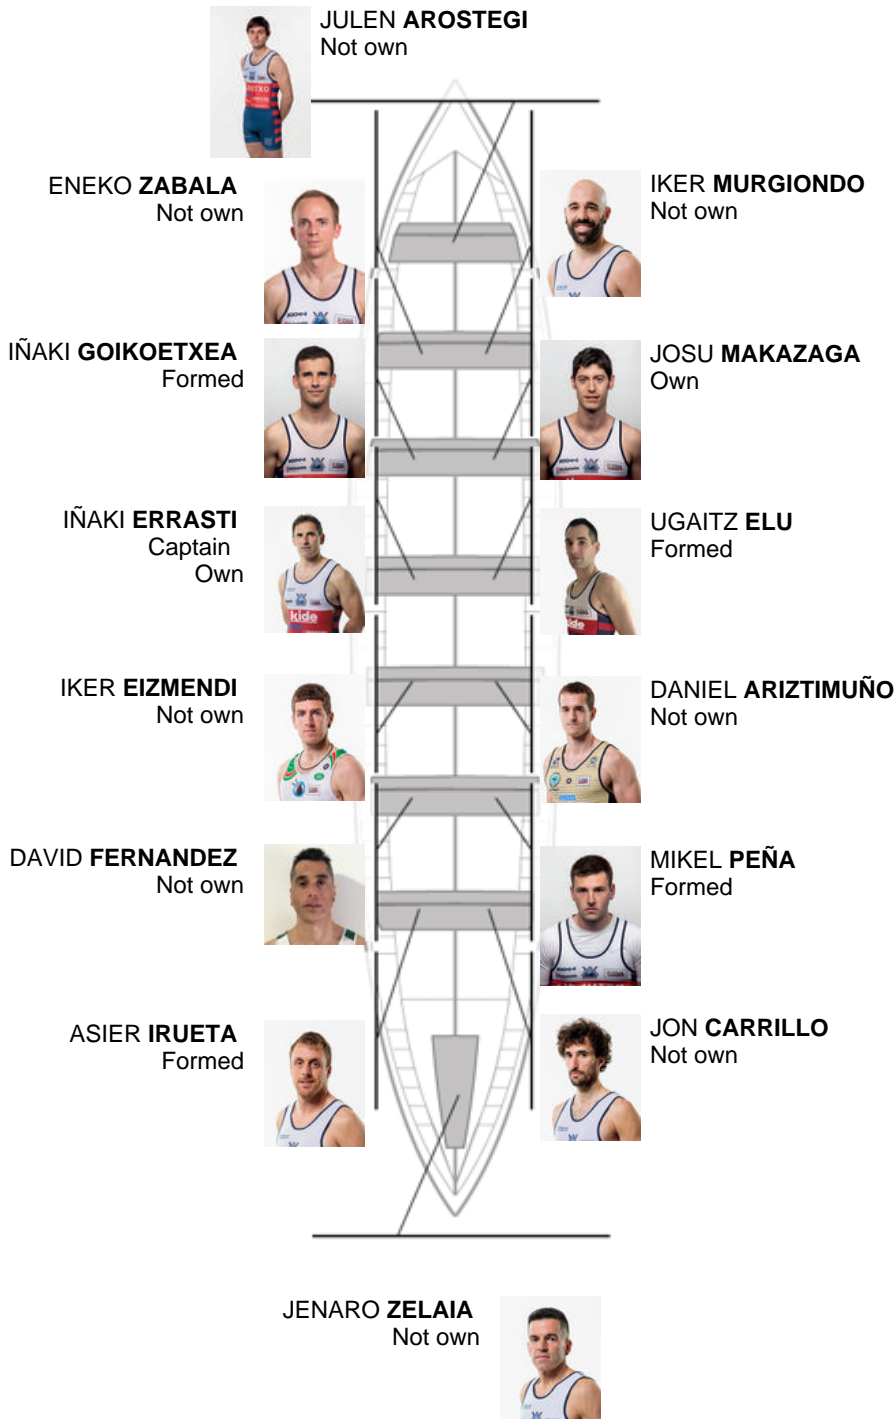 JULEN AROSTEGI
Not own
ENEKO ZABALA
Not own
IKER MURGIONDO
Not own
IÑAKI GOIKOETXEA
Formed
JOSU MAKAZAGA
Own
IÑAKI ERRASTI
Captain
Own
UGAITZ ELU
Formed
kide
kide
IKER EIZMENDI
Not own
DANIEL ARIZTIMUÑO
Not own
DAVID FERNANDEZ
Not own
MIKEL PEÑA
Formed
ASIER IRUETA
Formed
JON CARRILLO
Not own
JENARO ZELAIA
Not own